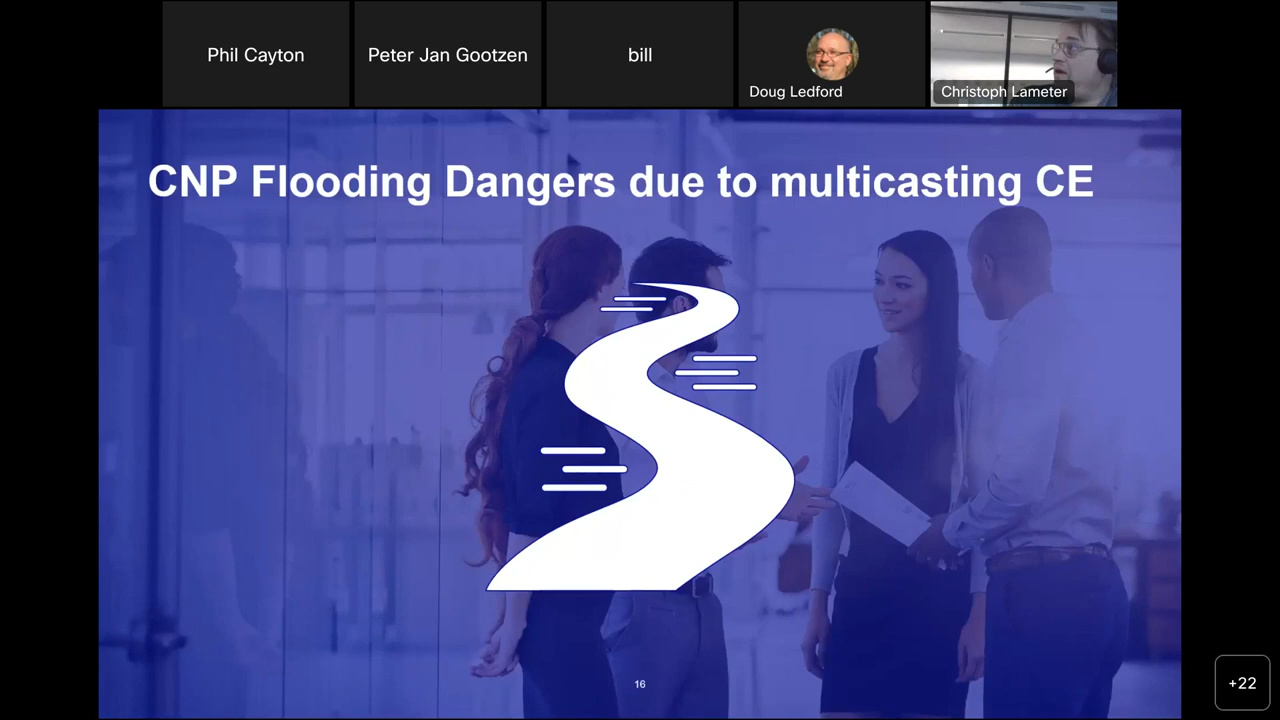 Phil Cayton
Peter Jan Gootzen
bill
Doug Ledford
Christoph Lameter
CNP Flooding Dangers due to multicasting CE
16
+22